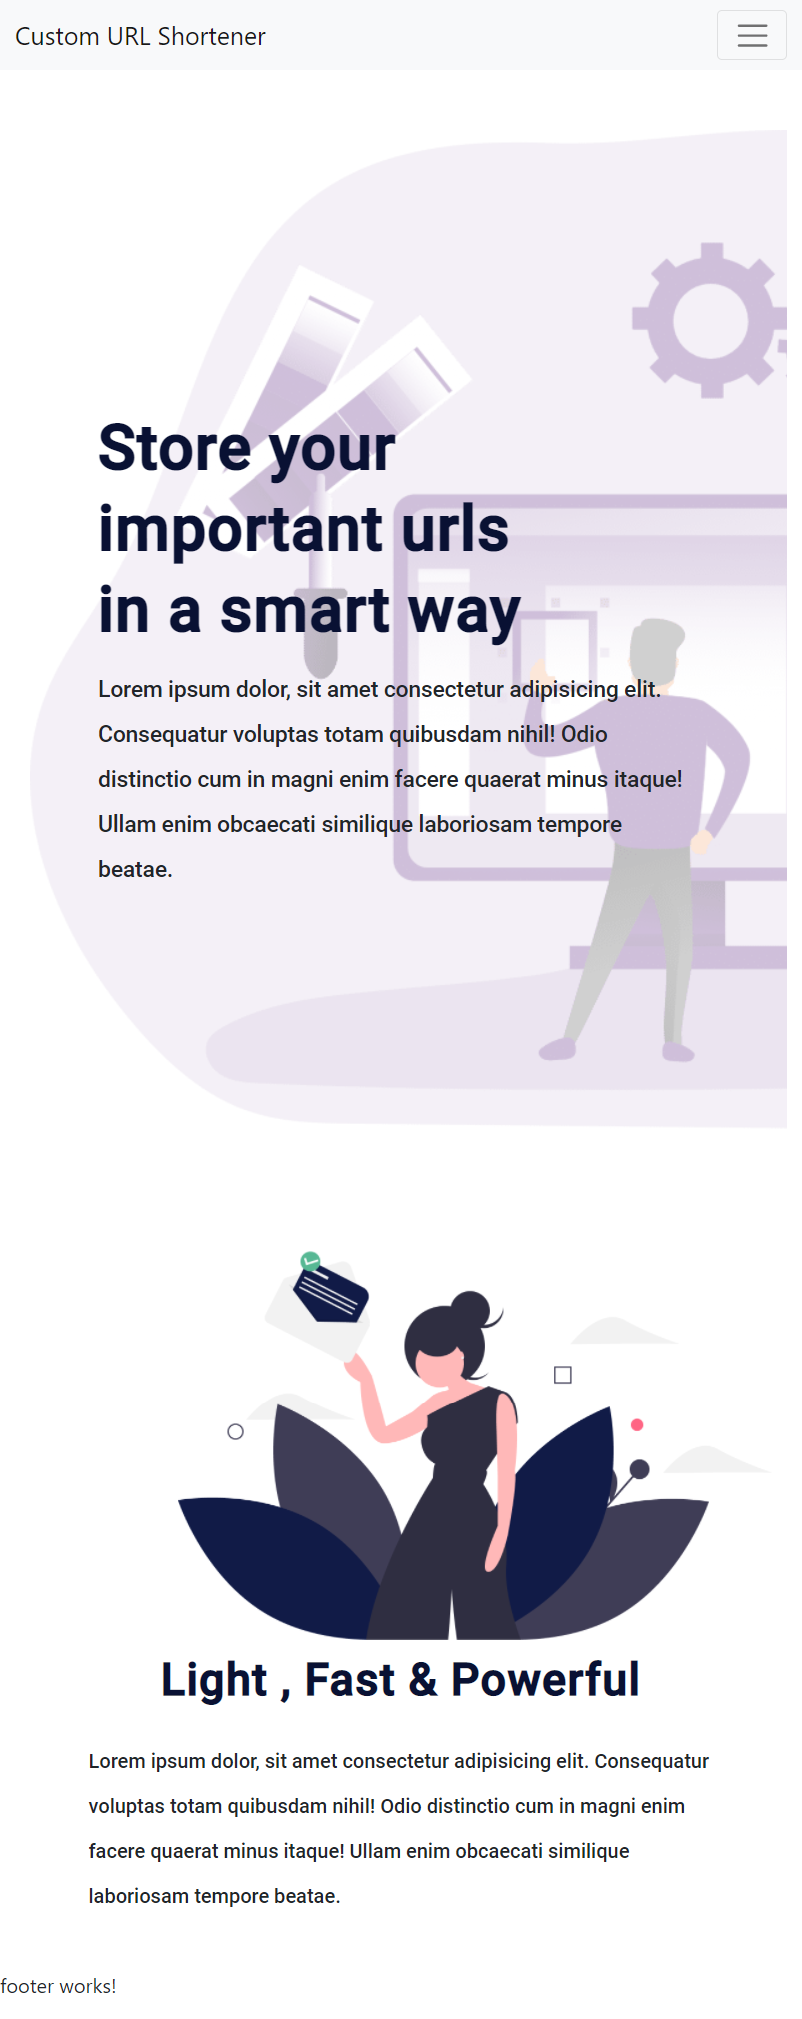 Custom URL Shortener
Store your
important urls
in a smart way
Lorem ipsum dolor, sit amet consectetur adipisicing elit.
Consequatur voluptas totam quibusdam nihil! Odio
distinctio cum in magni enim facere quaerat minus itaque!
Ullam enim obcaecati similique laboriosam tempore
beatae.
Light , Fast & Powerful
Lorem ipsum dolor, sit amet consectetur adipisicing elit. Consequatur
voluptas totam quibusdam nihil! Odio distinctio cum in magni enim
facere quaerat minus itaque! Ullam enim obcaecati similique
laboriosam tempore beatae.
footer works!